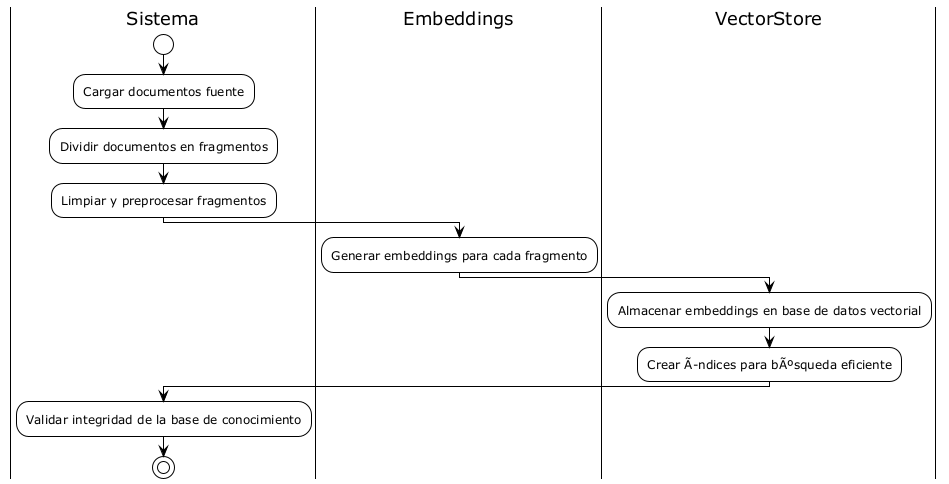 Sistema
Embeddings
VectorStore
Cargar documentos fuente
Dividir documentos en fragmentos
Limpiar y preprocesar fragmentos
Generar embeddings para cada fragmento
Almacenar embeddings en base de datos vectorial
Crear Ã-ndices para bÃºsqueda eficiente
Validar integridad de la base de conocimiento